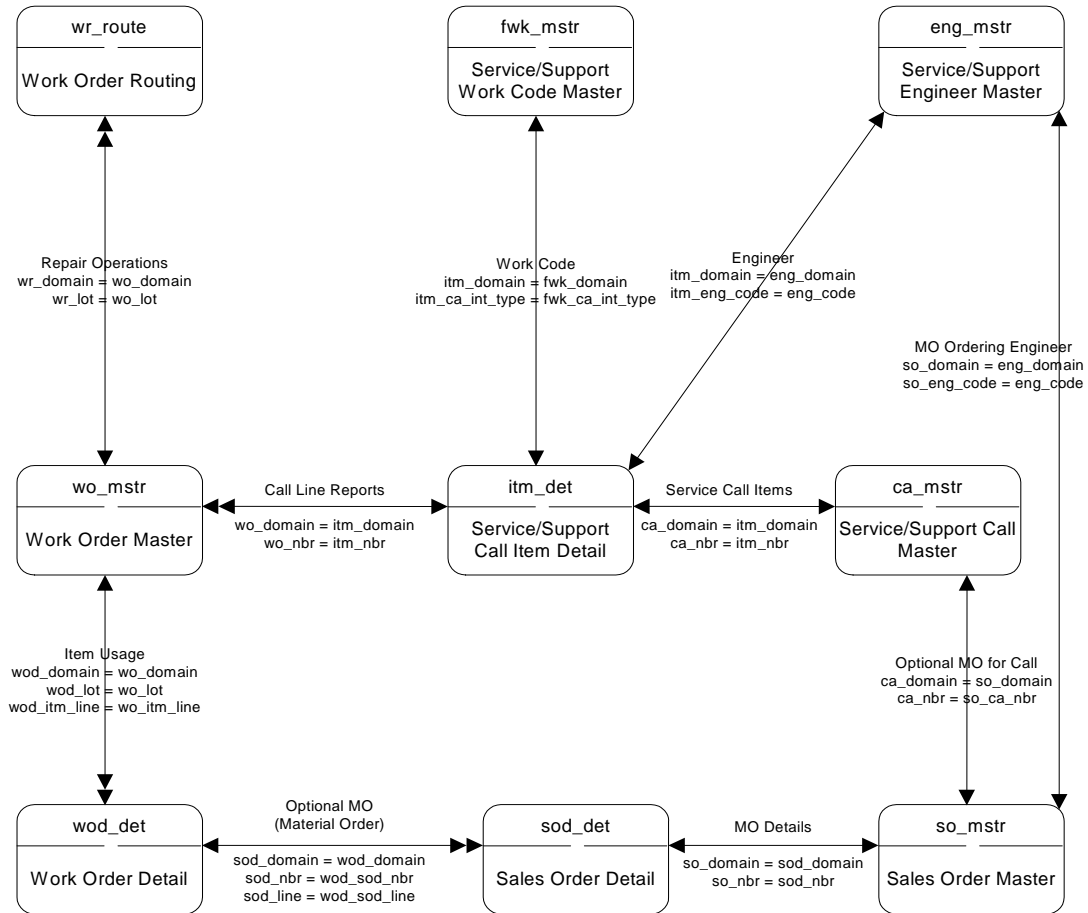 wr_route
Work Order Routing
fwk_mstr
Service/Support
Work Code Master
eng_mstr
Service/Support
Engineer Master
Repair Operations
wr_domain = wo_domain
wr_lot = wo_lot
Work Code
itm_domain = fwk_domain
itm_ca_int_type = fwk_ca_int_type
Engineer
itm_domain = eng_domain
itm_eng_code = eng_code
MO Ordering Engineer
so_domain = eng_domain
so_eng_code = eng_code
wo_mstr
Work Order Master
Call Line Reports
wo_domain = itm_domain
wo_nbr = itm_nbr
itm_det
Service/Support
Call Item Detail
Service Call Items
ca_domain = itm_domain
ca_nbr = itm_nbr
ca_mstr
Service/Support Call
Master
Item Usage
wod_domain = wo_domain
wod_lot = wo_lot
wod_itm_line = wo_itm_line
Optional MO for Call
ca_domain = so_domain
ca_nbr = so_ca_nbr
wod_det
Work Order Detail
Optional MO
(Material Order)
sod_domain = wod_domain
sod_nbr = wod_sod_nbr
sod_line = wod_sod_line
sod_det
Sales Order Detail
MO Details
so_domain = sod_domain
so_nbr = sod_nbr
so_mstr
Sales Order Master